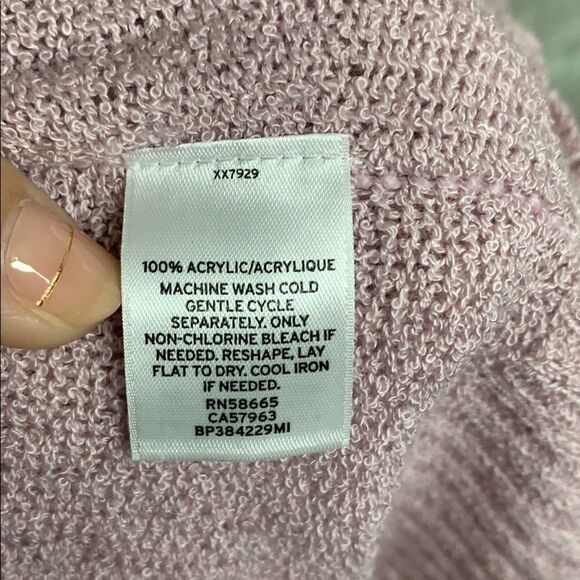 XX7929
100% ACRYLIC/ACRYLIQUE
MACHINE WASH COLD
GENTLE CYCLE
SEPARATELY. ONLY
NON-CHLORINE BLEACH IF
NEEDED. RESHAPE, LAY
FLAT TO DRY. COOL IRON
IF NEEDED.
RN58665
CA57963
BP384229MI